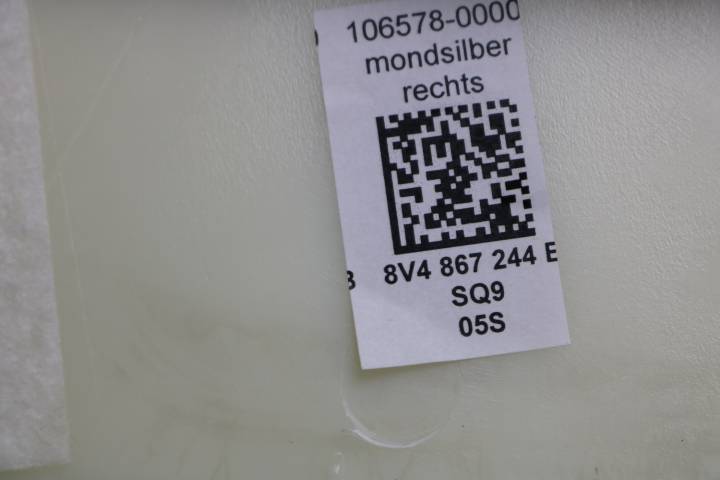 106578-0000
mondsilber
rechts
8V4 867 244 E
SQ9
05S